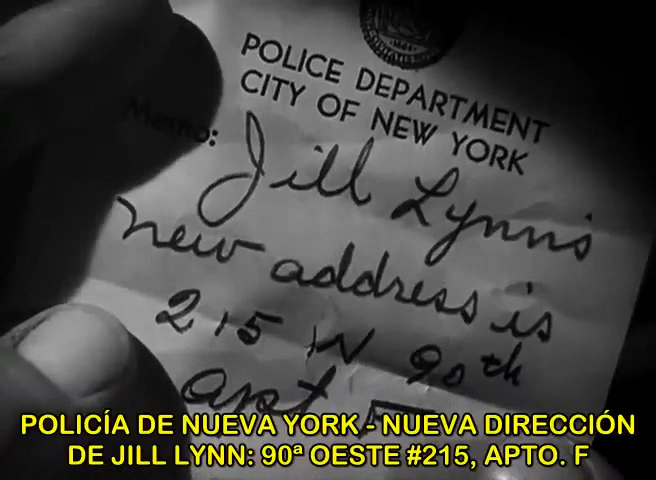 POLICE DEPARTMENT
CITY OF NEW YORK
Memo:
Jill Lynn's
new address is
215 W 90th
apt F
POLICÍA DE NUEVA YORK - NUEVA DIRECCIÓN
DE JILL LYNN: 90ª OESTE #215, APTO. F